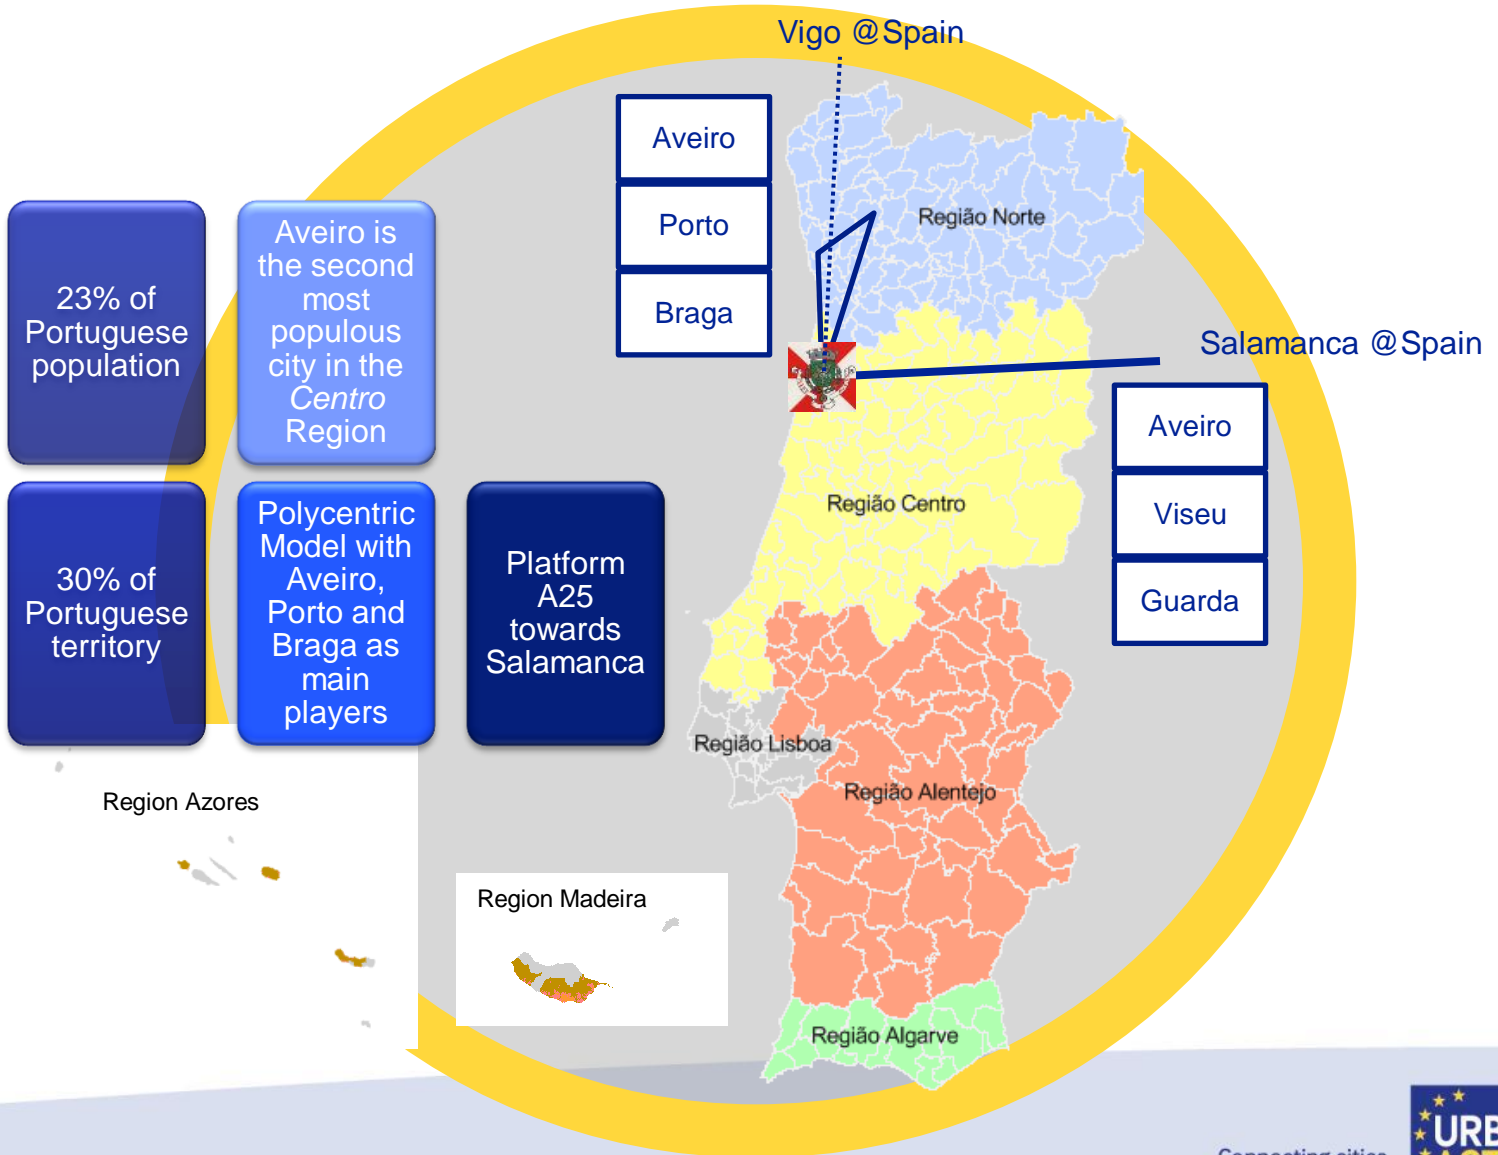 Vigo @Spain
Aveiro
Porto
Braga
23% of
Portuguese
population
Aveiro is
the second
most
populous
city in the
Centro
Region
Região Norte
Salamanca @Spain
Aveiro
Viseu
Guarda
30% of
Portuguese
territory
Polycentric
Model with
Aveiro,
Porto and
Braga as
main
players
Platform
A25
towards
Salamanca
Região Centro
Região Lisboa
Região Alentejo
Region Azores
Region Madeira
Região Algarve
Connecting cities
URB